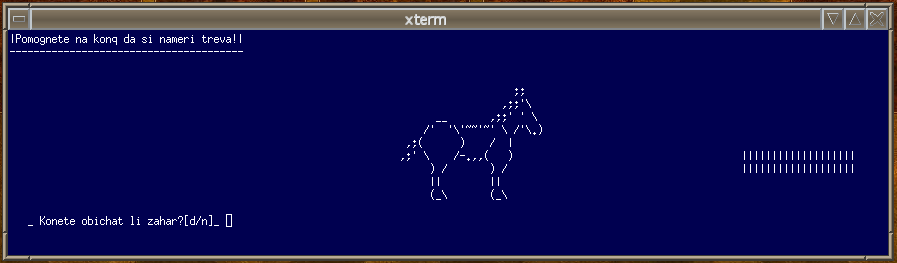 xterm
|Pomognete na konq da si nameri treva!|
_ Konete obichat li zahar?[d/n]_